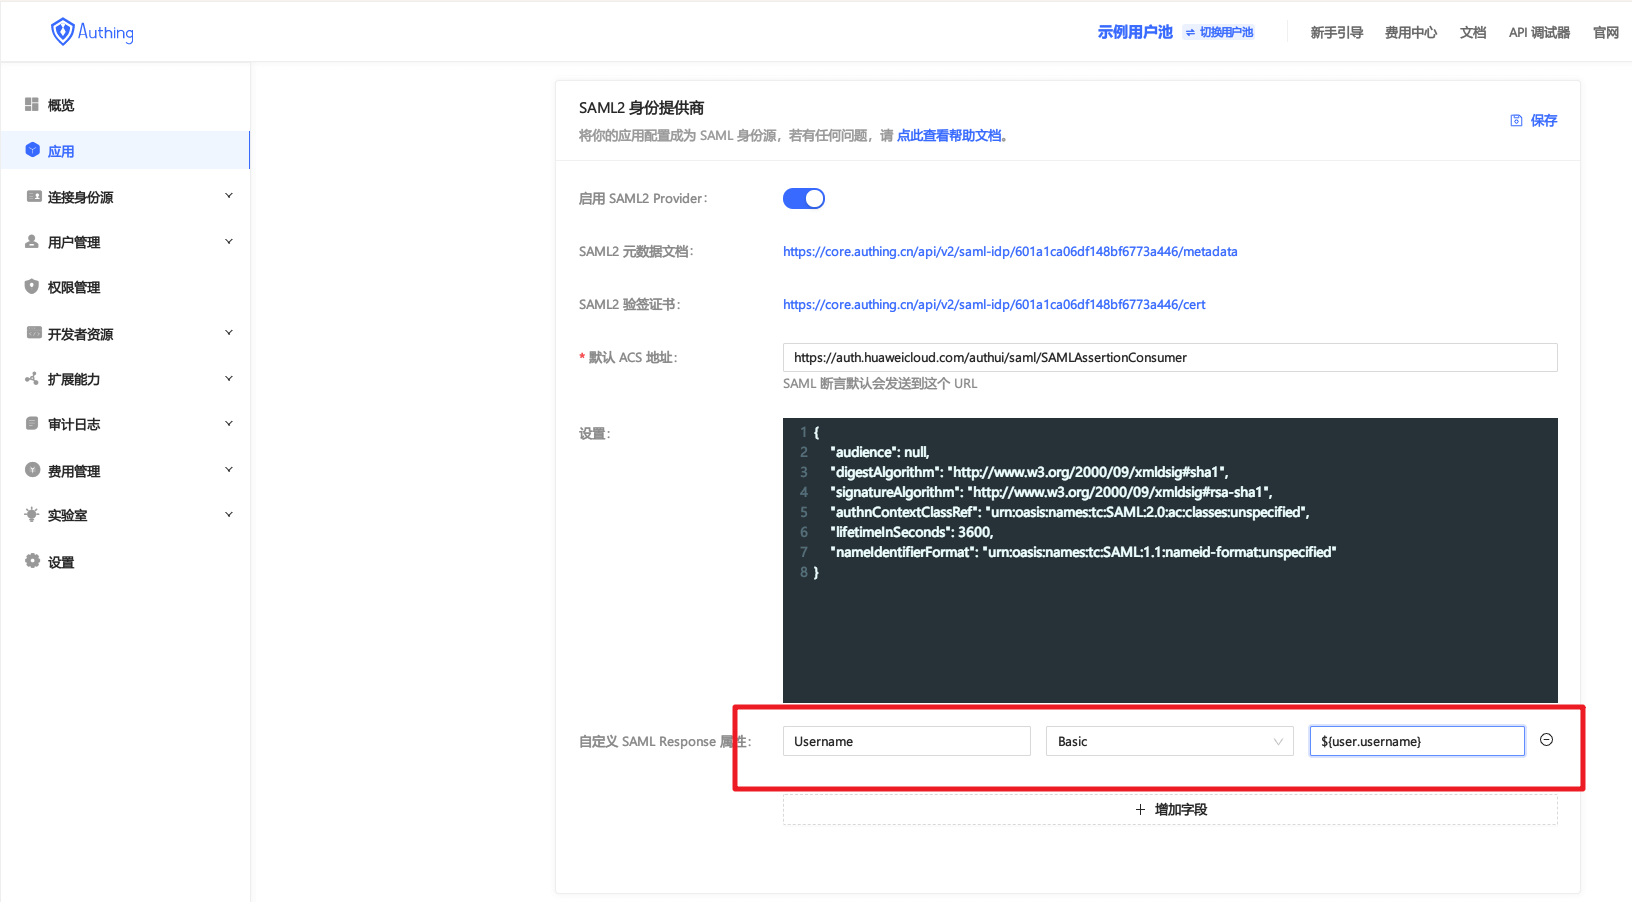 Authing
示例用户池
切换用户池
新手引导
费用中心
文档
API 调试器
官网
概览
应用
连接身份源
用户管理
权限管理
开发者资源
扩展能力
审计日志
费用管理
实验室
设置
SAML2 身份提供商
将你的应用配置成为 SAML 身份源，若有任何问题，请 点此查看帮助文档。
保存
启用 SAML2 Provider：
SAML2 元数据文档：
https://core.authing.cn/api/v2/saml-idp/601a1ca06df148bf6773a446/metadata
SAML2 验签证书：
https://core.authing.cn/api/v2/saml-idp/601a1ca06df148bf6773a446/cert
* 默认 ACS 地址：
https://auth.huaweicloud.com/authui/saml/SAMLAssertionConsumer
SAML 断言默认会发送到这个 URL
设置：
1 {
2 "audience": null,
3 "digestAlgorithm": "http://www.w3.org/2000/09/xmldsig#sha1",
4 "signatureAlgorithm": "http://www.w3.org/2000/09/xmldsig#rsa-sha1",
5 "authnContextClassRef": "urn:oasis:names:tc:SAML:2.0:ac:classes:unspecified",
6 "lifetimeInSeconds": 3600,
7 "nameIdentifierFormat": "urn:oasis:names:tc:SAML:1.1:nameid-format:unspecified"
8 }
自定义 SAML Response 属性：
Username
Basic
${user.username}
+ 增加字段